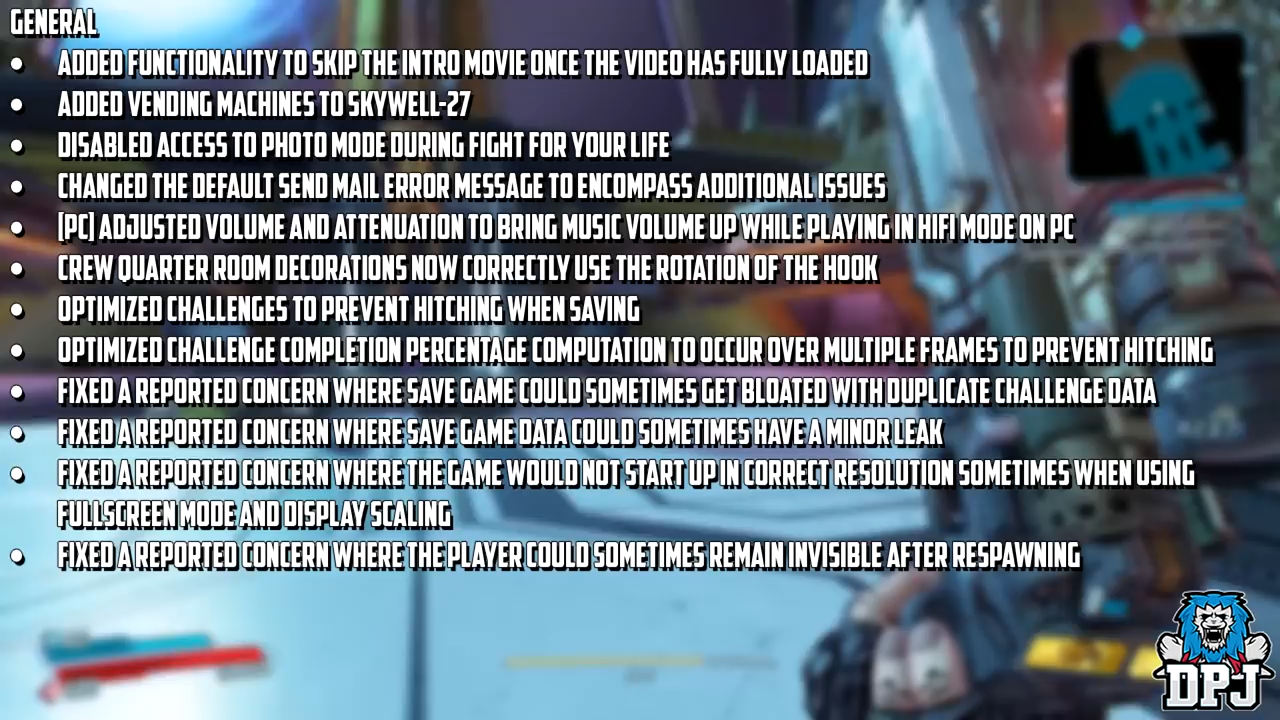 GENERAL
• ADDED FUNCTIONALITY TO SKIP THE INTRO MOVIE ONCE THE VIDEO HAS FULLY LOADED
• ADDED VENDING MACHINES TO SKYWELL-27
• DISABLED ACCESS TO PHOTO MODE DURING FIGHT FOR YOUR LIFE
• CHANGED THE DEFAULT SEND MAIL ERROR MESSAGE TO ENCOMPASS ADDITIONAL ISSUES
• [PC] ADJUSTED VOLUME AND ATTENUATION TO BRING MUSIC VOLUME UP WHILE PLAYING IN HIFI MODE ON PC
• CREW QUARTER ROOM DECORATIONS NOW CORRECTLY USE THE ROTATION OF THE HOOK
• OPTIMIZED CHALLENGES TO PREVENT HITCHING WHEN SAVING
• OPTIMIZED CHALLENGE COMPLETION PERCENTAGE COMPUTATION TO OCCUR OVER MULTIPLE FRAMES TO PREVENT HITCHING
• FIXED A REPORTED CONCERN WHERE SAVE GAME COULD SOMETIMES GET BLOATED WITH DUPLICATE CHALLENGE DATA
• FIXED A REPORTED CONCERN WHERE SAVE GAME DATA COULD SOMETIMES HAVE A MINOR LEAK
• FIXED A REPORTED CONCERN WHERE THE GAME WOULD NOT START UP IN CORRECT RESOLUTION SOMETIMES WHEN USING
FULLSCREEN MODE AND DISPLAY SCALING
• FIXED A REPORTED CONCERN WHERE THE PLAYER COULD SOMETIMES REMAIN INVISIBLE AFTER RESPAWNING
DPJ